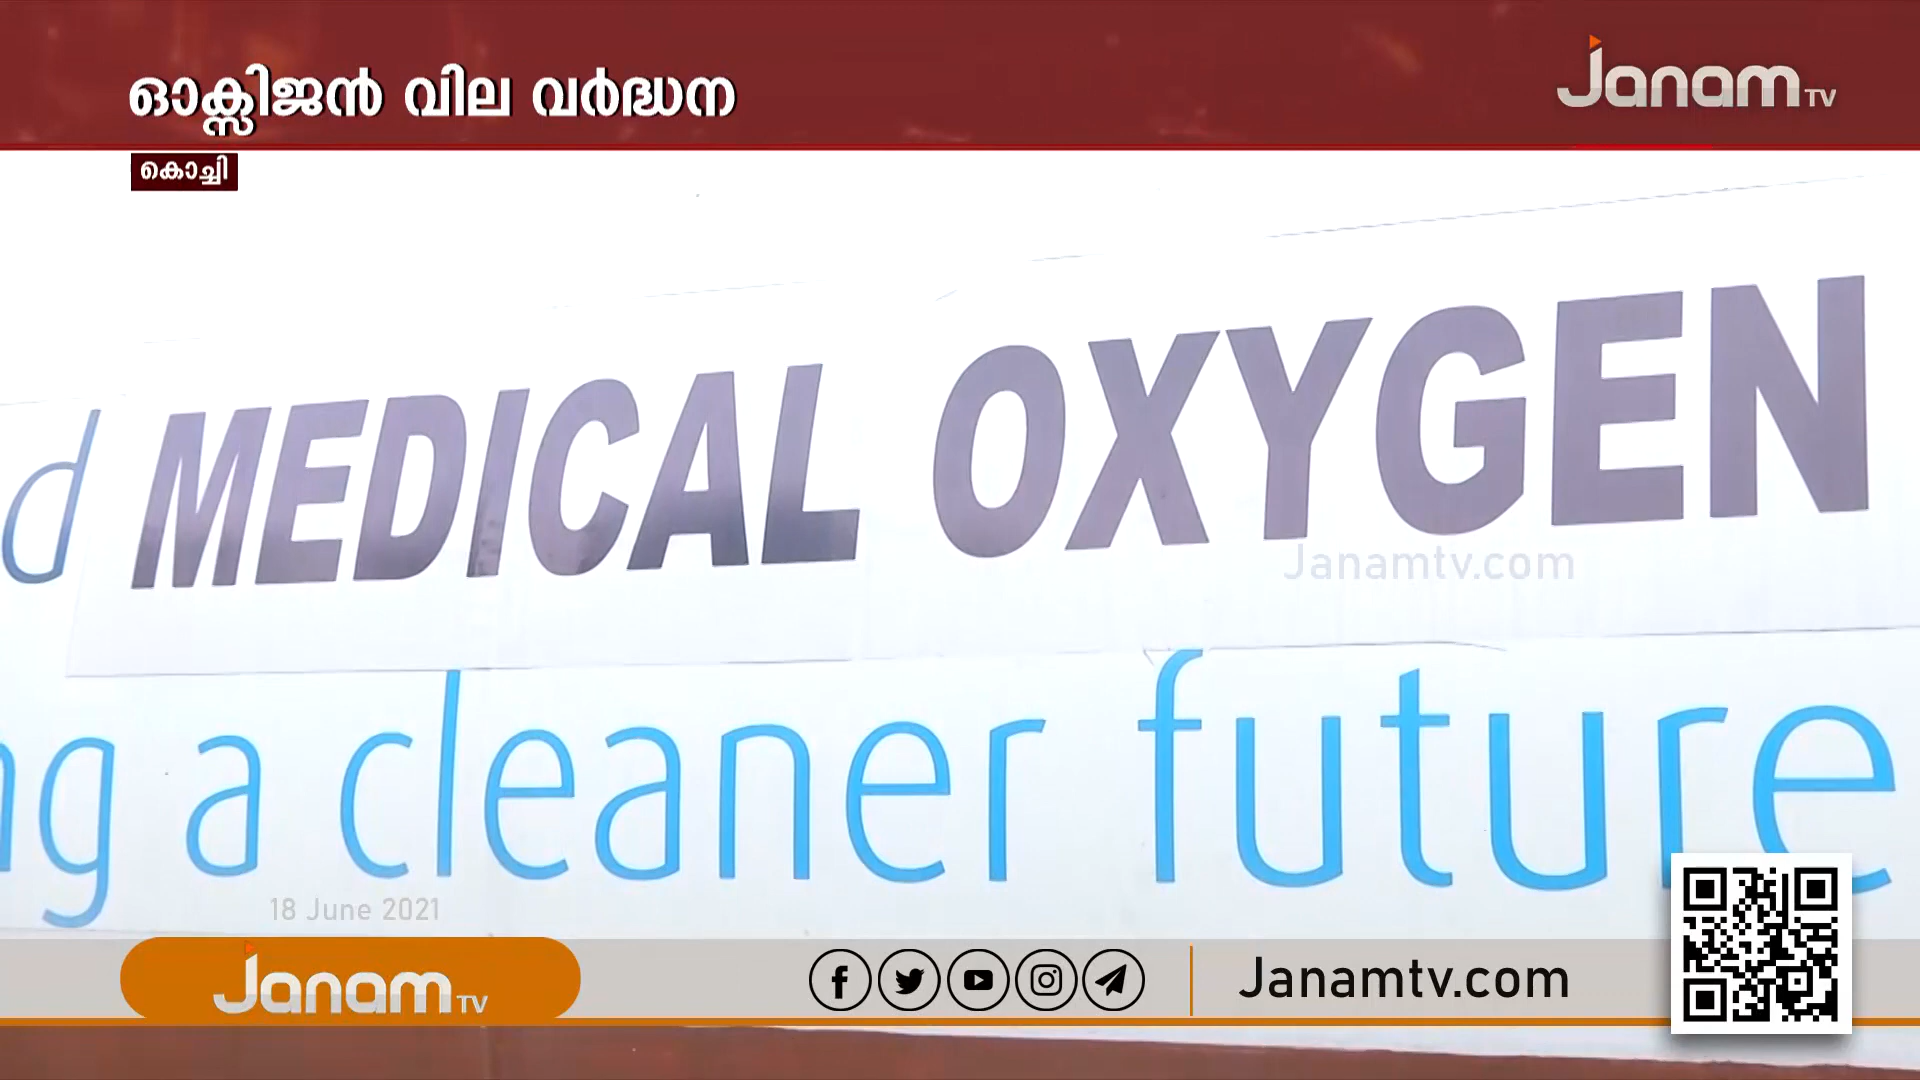 ഓക്സിജൻ വില വർദ്ധന
Janam TV
കൊച്ചി
d MEDICAL OXYGEN
Janamtv.com
ng a cleaner future
18 June 2021
Janam TV
Janamtv.com